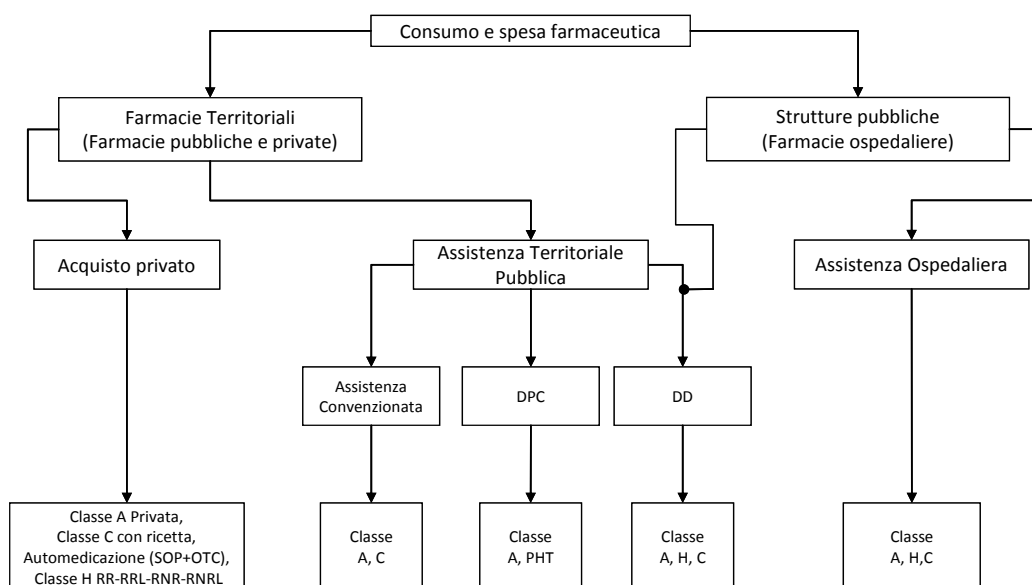 Consumo e spesa farmaceutica
Farmacie Territoriali
(Farmacie pubbliche e private)
Strutture pubbliche
(Farmacie ospedaliere)
Acquisto privato
Assistenza Territoriale
Pubblica
Assistenza Ospedaliera
Assistenza
Convenzionata
DPC
DD
Classe A Privata,
Classe C con ricetta,
Automedicazione (SOP+OTC),
Classe H RR-RRL-RNR-RNRL
Classe
A, C
Classe
A, PHT
Classe
A, H, C
Classe
A, H,C